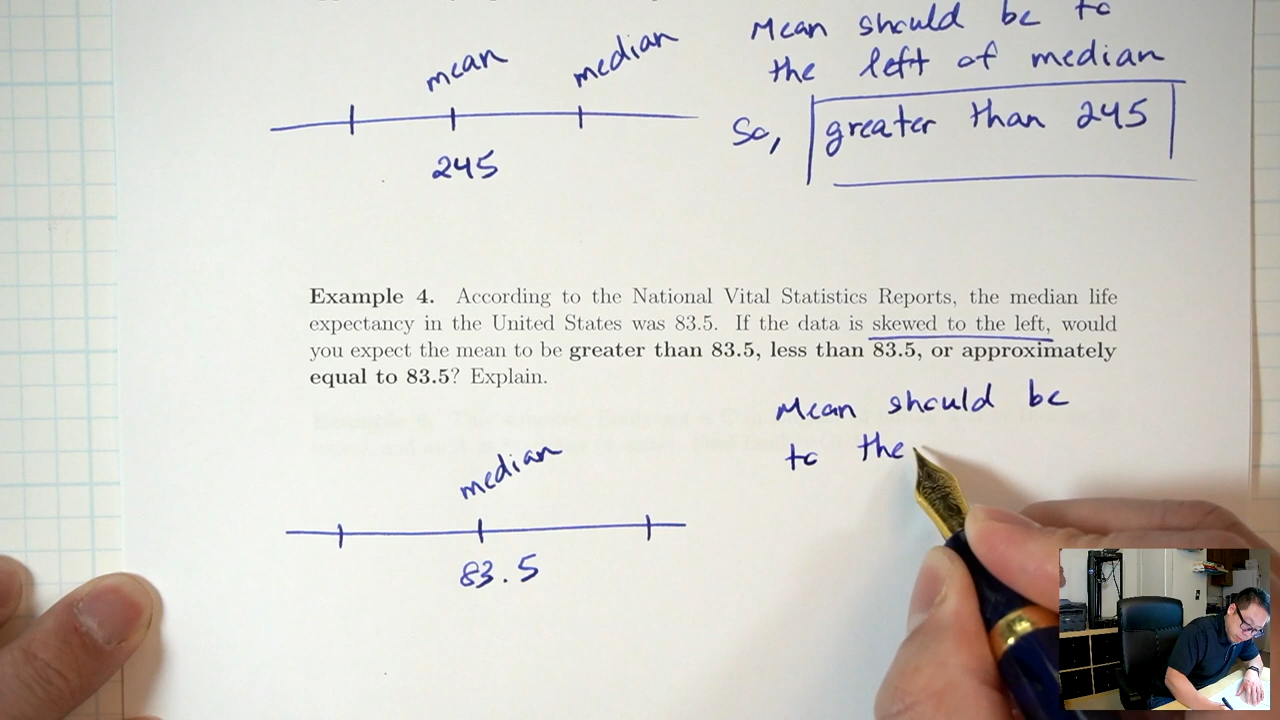 Mean should be to
the left of median
mean
median
So, greater than 245
245
Example 4. According to the National Vital Statistics Reports, the median life
expectancy in the United States was 83.5. If the data is skewed to the left, would
you expect the mean to be greater than 83.5, less than 83.5, or approximately
equal to 83.5? Explain.
Mean should be
to the
median
83.5